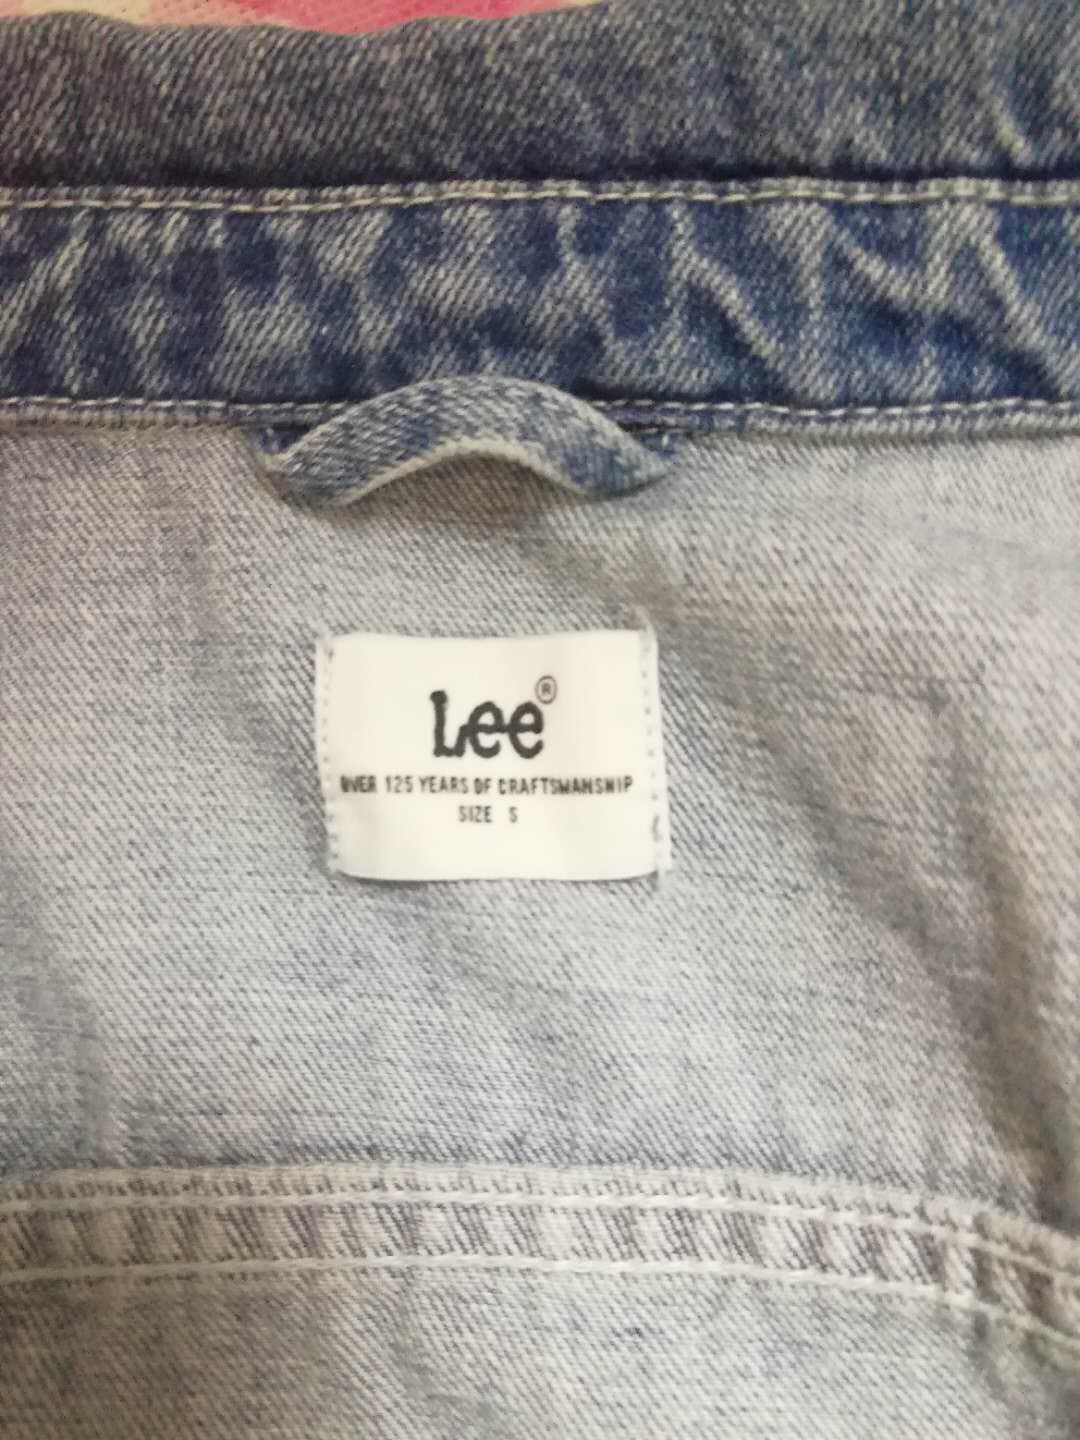 Lee®
OVER 125 YEARS OF CRAFTSMANSHIP
SIZE S